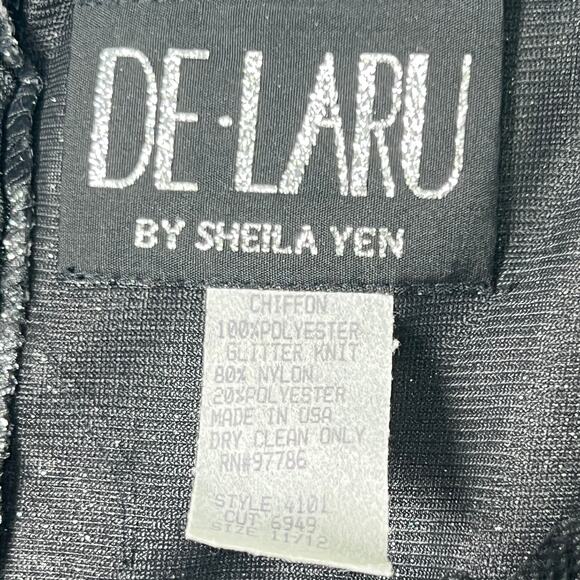 DE·LARU
BY SHEILA YEN
CHIFFON
100%POLYESTER
GLITTER KNIT
80% NYLON
20%POLYESTER
MADE IN USA
DRY CLEAN ONLY
RN#97786
STYLE 4101
CUT 6949
SIZE 11/12